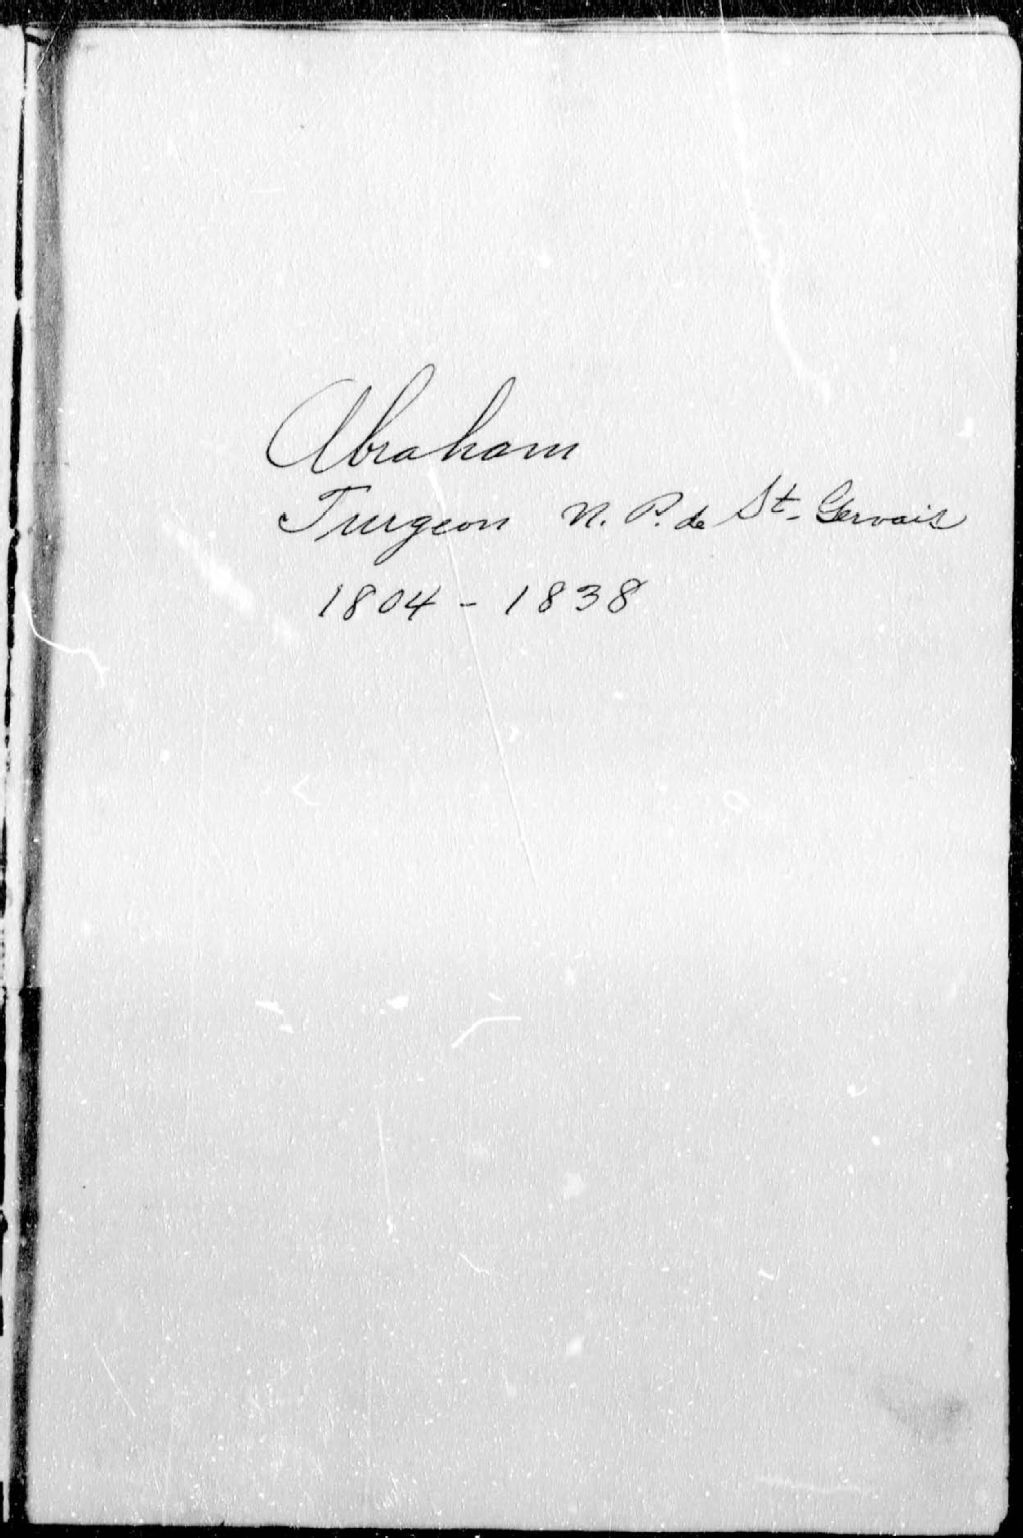 Abraham
Turgeon N. P. de St. Gervais
1804 - 1838